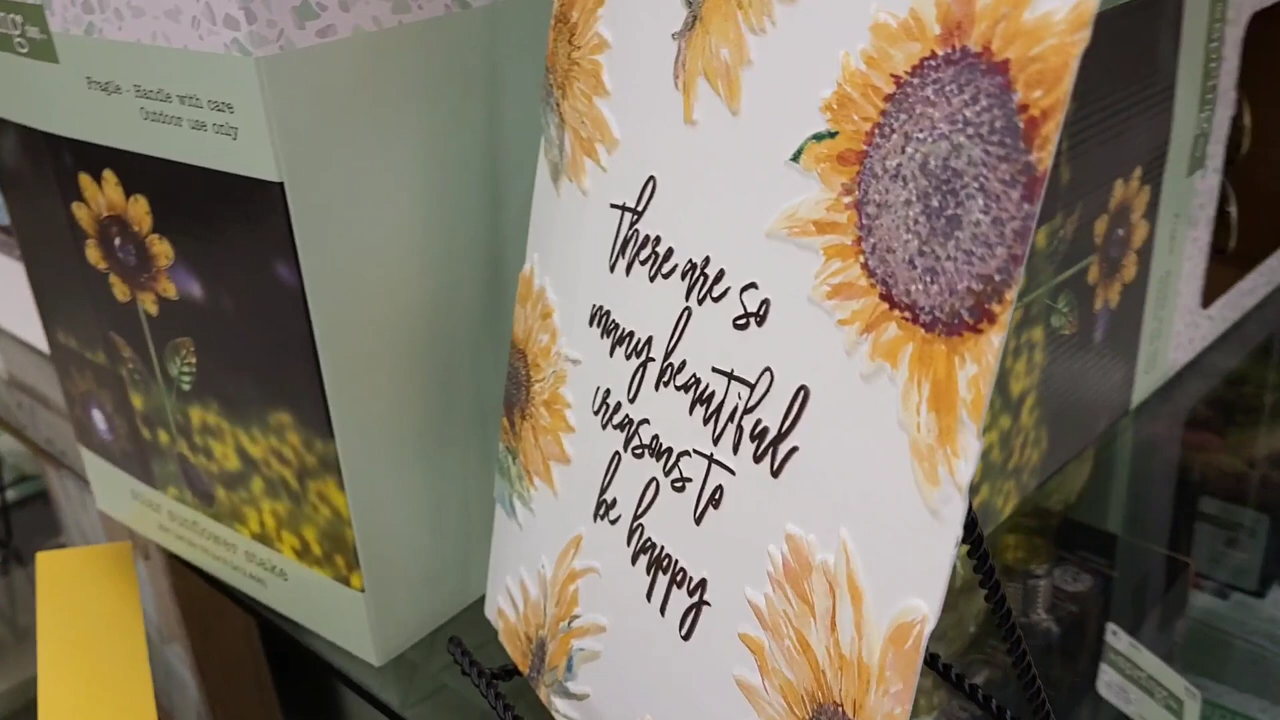 Fragile - Handle with care
Outdoor use only
there are so
many beautiful
reasons to
be happy
solar sunflower stake